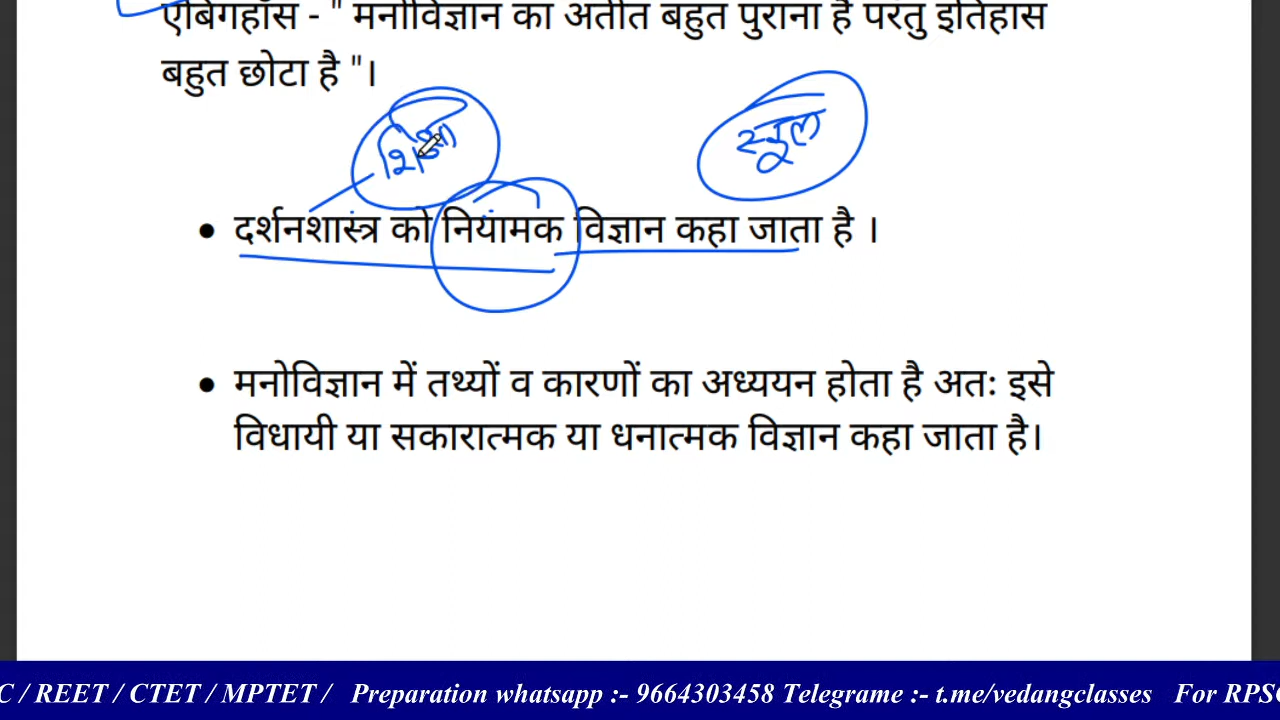 एबिंगहॉस - " मनोविज्ञान का अतीत बहुत पुराना है परंतु इतिहास
बहुत छोटा है "।
शिक्षा
स्कूल
• दर्शनशास्त्र को नियामक विज्ञान कहा जाता है ।
• मनोविज्ञान में तथ्यों व कारणों का अध्ययन होता है अतः इसे
विधायी या सकारात्मक या धनात्मक विज्ञान कहा जाता है।
C / REET / CTET / MPTET / Preparation whatsapp :- 9664303458 Telegrame :- t.me/vedangclasses For RPSC